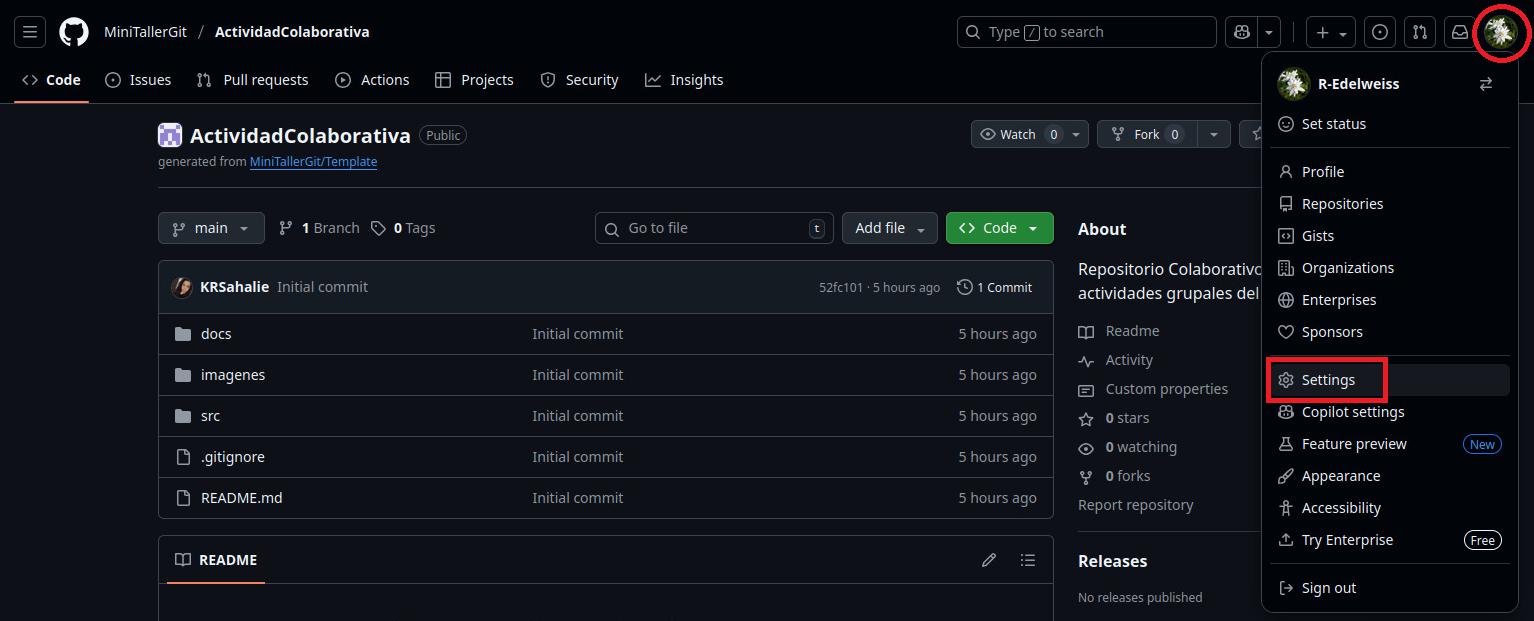 MiniTallerGit / ActividadColaborativa
Type / to search
Code Issues Pull requests Actions Projects Security Insights
ActividadColaborativa Public
generated from MiniTallerGit/Template
Watch 0 Fork 0
main 1 Branch 0 Tags
Go to file t Add file Code
KRSahalie Initial commit 52fc101 · 5 hours ago 1 Commit
docs Initial commit 5 hours ago
imagenes Initial commit 5 hours ago
src Initial commit 5 hours ago
.gitignore Initial commit 5 hours ago
README.md Initial commit 5 hours ago
README
About
Repositorio Colaborativo
actividades grupales del
Readme
Activity
Custom properties
0 stars
0 watching
0 forks
Report repository
Releases
No releases published
R-Edelweiss
Set status
Profile
Repositories
Gists
Organizations
Enterprises
Sponsors
Settings
Copilot settings
Feature preview New
Appearance
Accessibility
Try Enterprise Free
Sign out